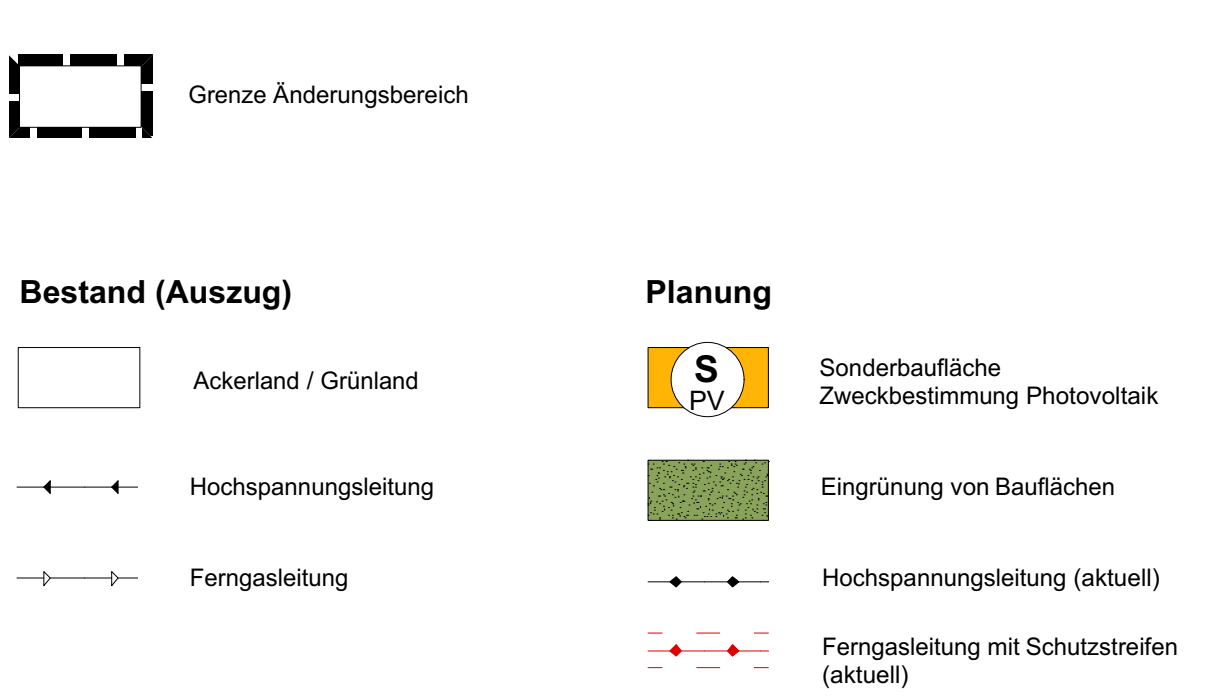 Grenze Änderungsbereich
Bestand (Auszug)
Ackerland / Grünland
Hochspannungsleitung
Ferngasleitung
Planung
S
PV
Sonderbaufläche
Zweckbestimmung Photovoltaik
Eingrünung von Bauflächen
Hochspannungsleitung (aktuell)
Ferngasleitung mit Schutzstreifen
(aktuell)